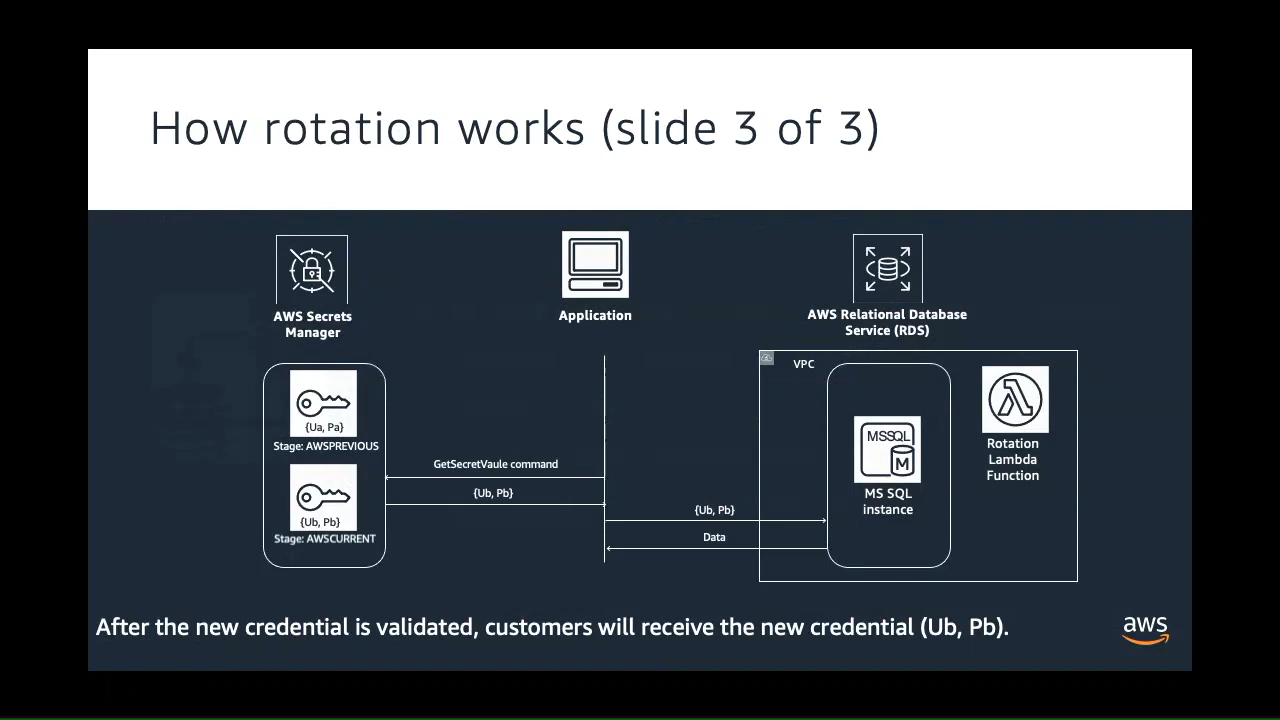 How rotation works (slide 3 of 3)
AWS Secrets
Manager
Application
AWS Relational Database
Service (RDS)
VPC
{Ua, Pa}
Stage: AWSPREVIOUS
{Ub, Pb}
Stage: AWSCURRENT
GetSecretVaule command
{Ub, Pb}
{Ub, Pb}
Data
MSSQL
M
MS SQL
instance
Rotation
Lambda
Function
After the new credential is validated, customers will receive the new credential (Ub, Pb).
aws